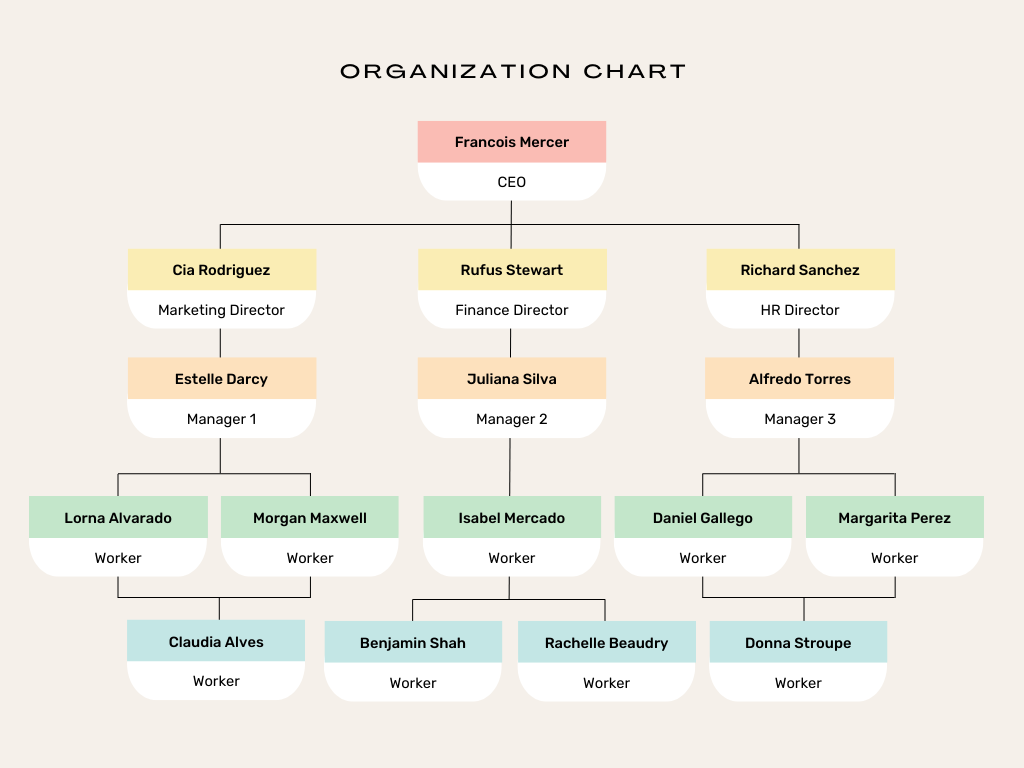 ORGANIZATION CHART
Francois Mercer
CEO
Cia Rodriguez
Marketing Director
Rufus Stewart
Finance Director
Richard Sanchez
HR Director
Estelle Darcy
Manager 1
Juliana Silva
Manager 2
Alfredo Torres
Manager 3
Lorna Alvarado
Worker
Morgan Maxwell
Worker
Isabel Mercado
Worker
Daniel Gallego
Worker
Margarita Perez
Worker
Claudia Alves
Worker
Benjamin Shah
Worker
Rachelle Beaudry
Worker
Donna Stroupe
Worker